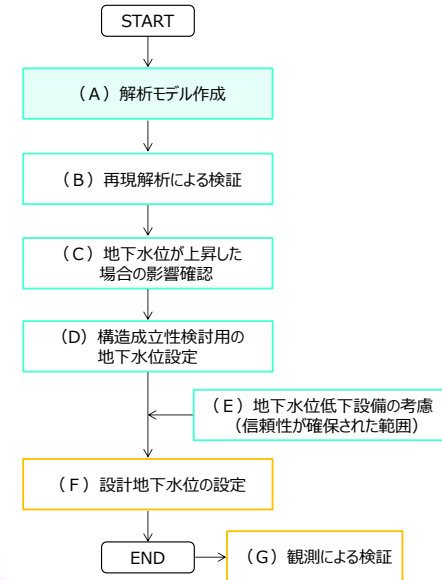 START
(A)解析モデル作成
(B)再現解析による検証
(C)地下水位が上昇した
場合の影響確認
(D)構造成立性検討用の
地下水位設定
(E)地下水位低下設備の考慮
(信頼性が確保された範囲)
(F)設計地下水位の設定
END
(G)観測による検証